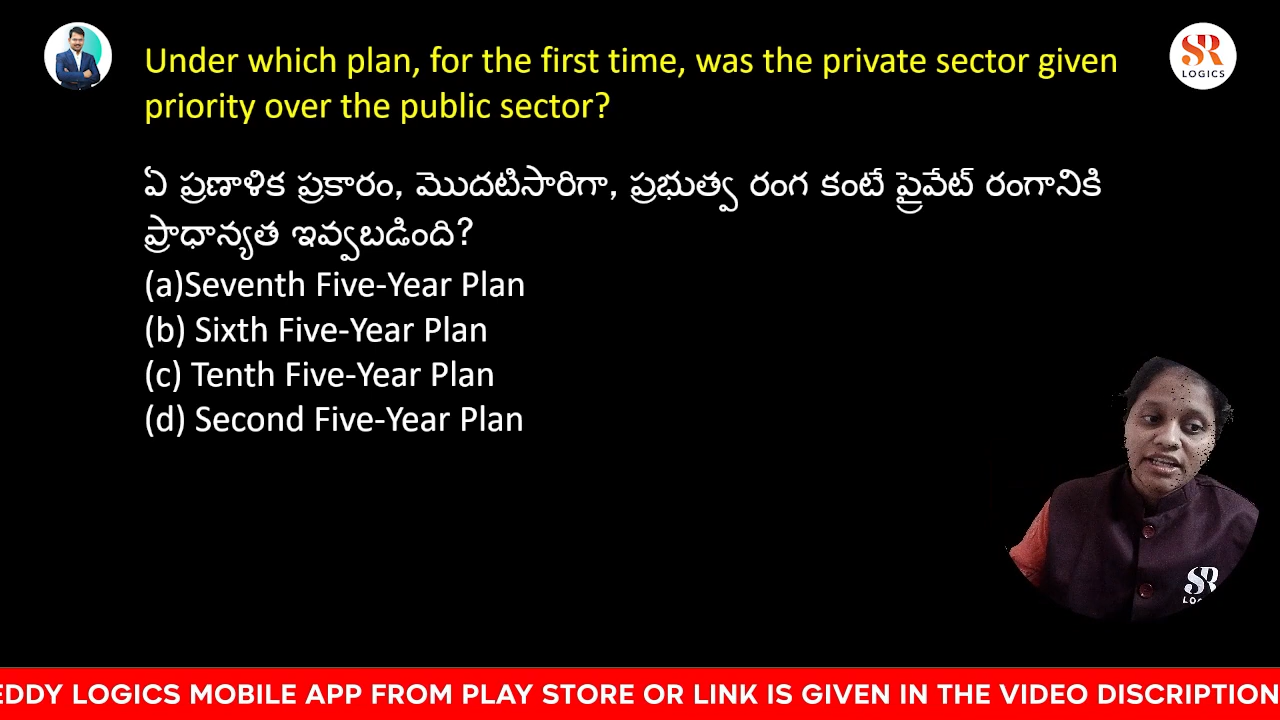 Under which plan, for the first time, was the private sector given
priority over the public sector?
ఏ ప్రణాళిక ప్రకారం, మొదటిసారిగా, ప్రభుత్వ రంగ కంటే ప్రైవేట్ రంగానికి
ప్రాధాన్యత ఇవ్వబడింది?
(a)Seventh Five-Year Plan
(b) Sixth Five-Year Plan
(c) Tenth Five-Year Plan
(d) Second Five-Year Plan
SR
LOGICS
SR
EDDY LOGICS MOBILE APP FROM PLAY STORE OR LINK IS GIVEN IN THE VIDEO DISCRIPTION